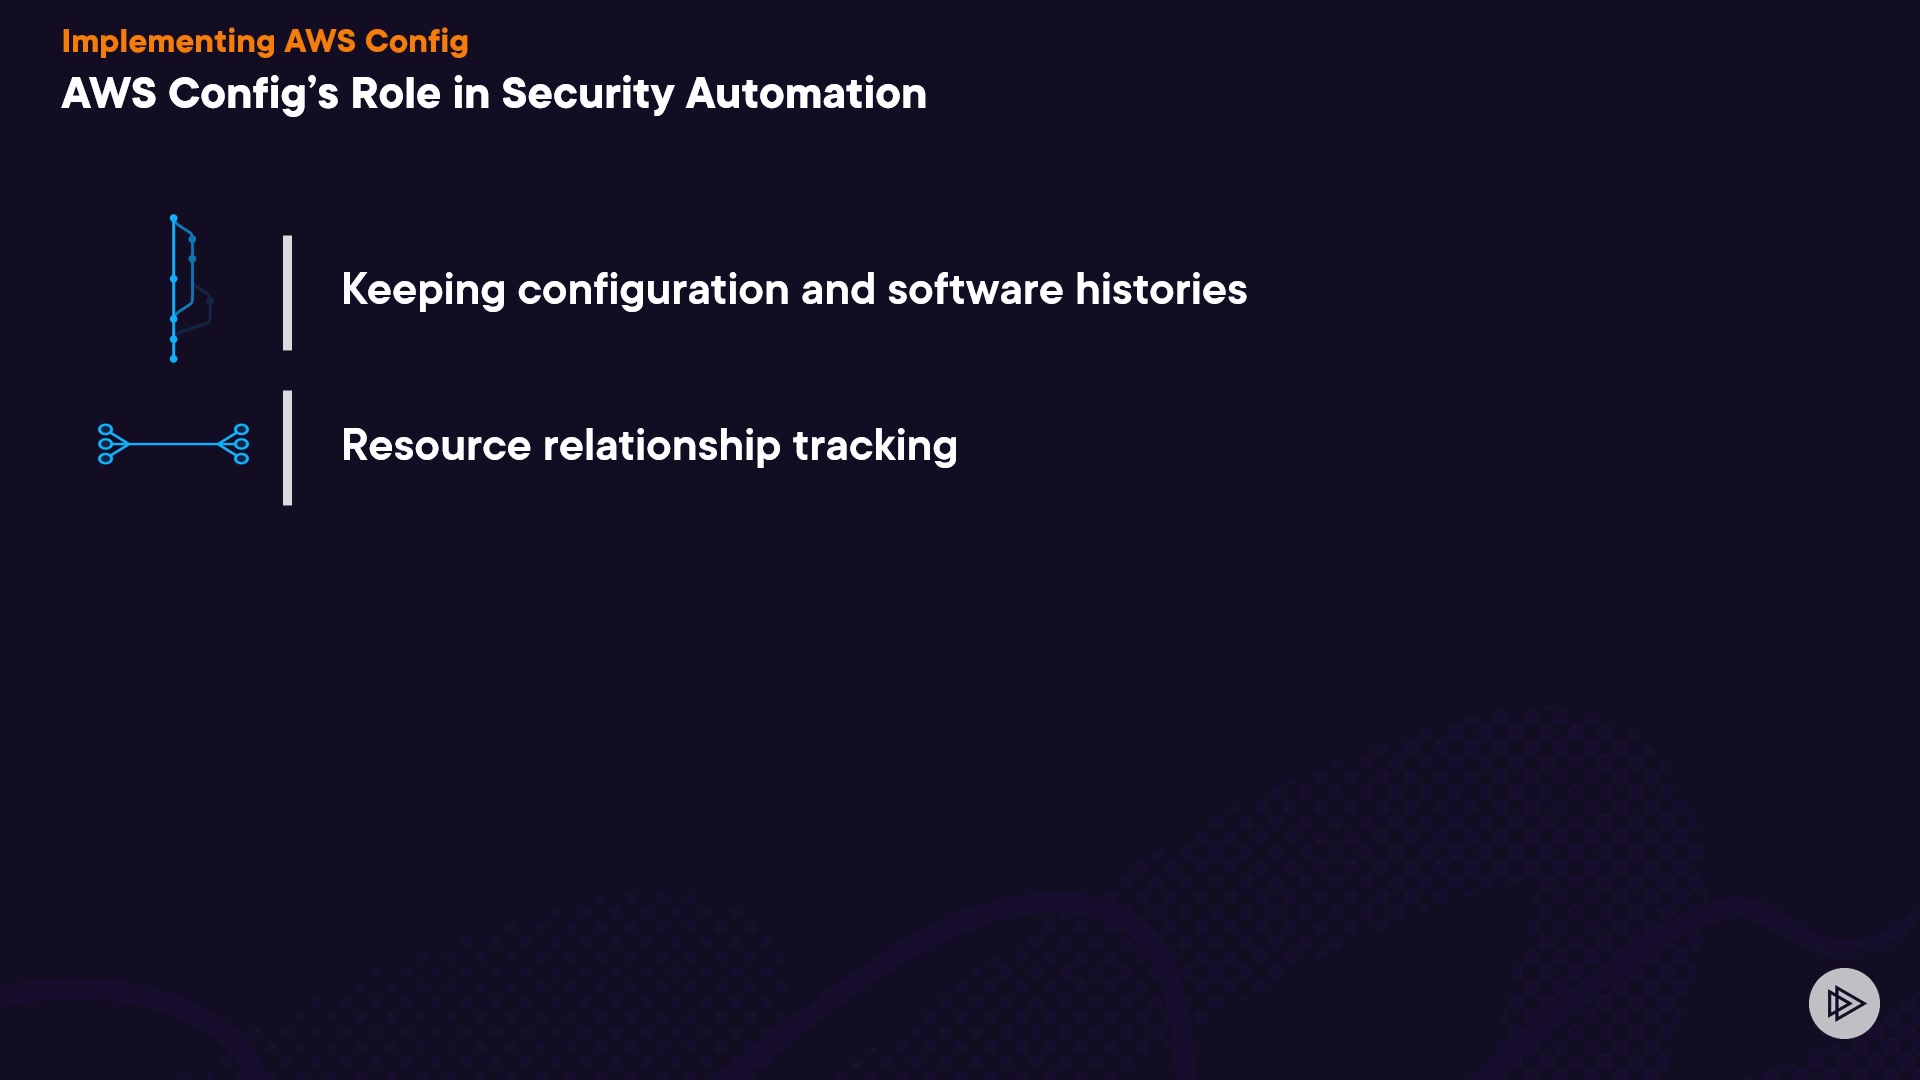 Implementing AWS Config
AWS Config’s Role in Security Automation
Keeping configuration and software histories
Resource relationship tracking